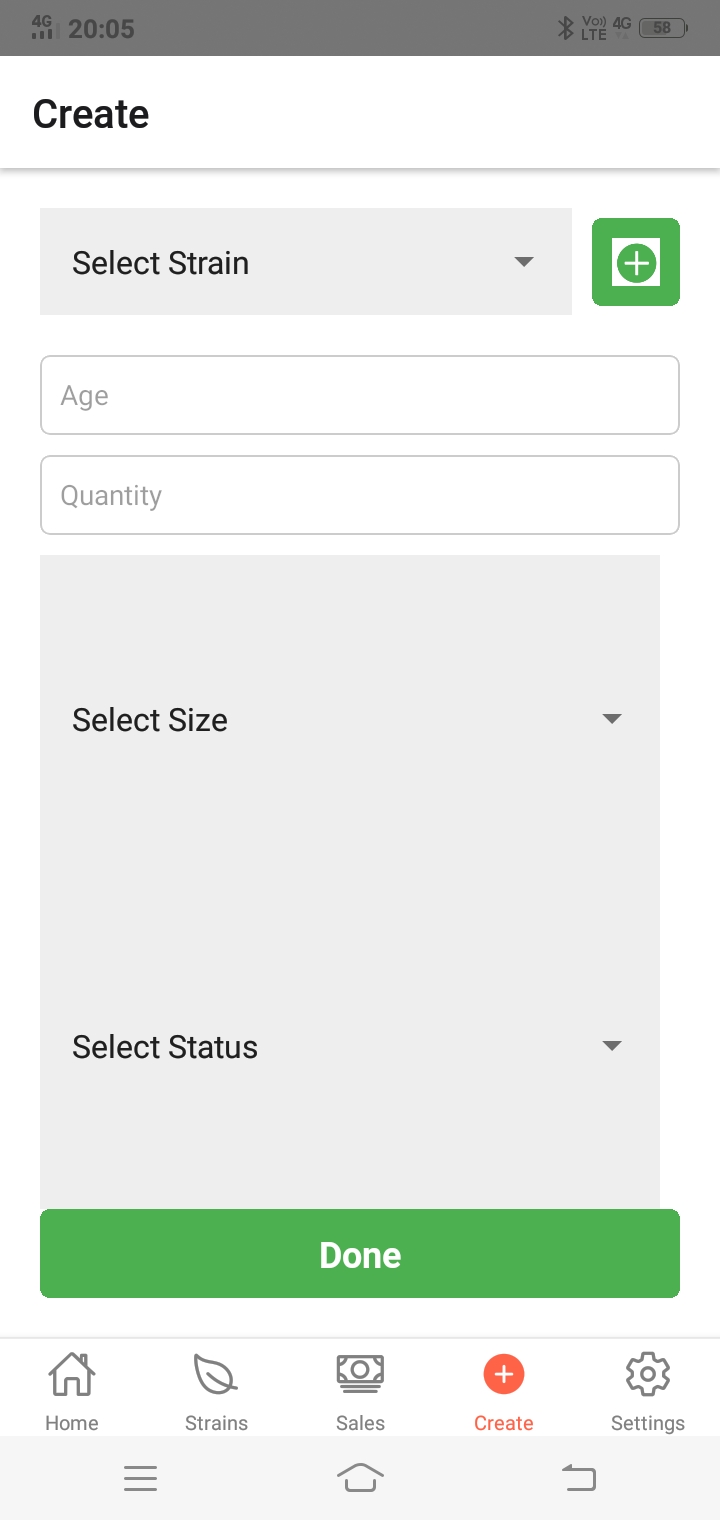 4G 20:05 Vo)) LTE 4G 58
Create
Select Strain
Age
Quantity
Select Size
Select Status
Done
Home Strains Sales Create Settings